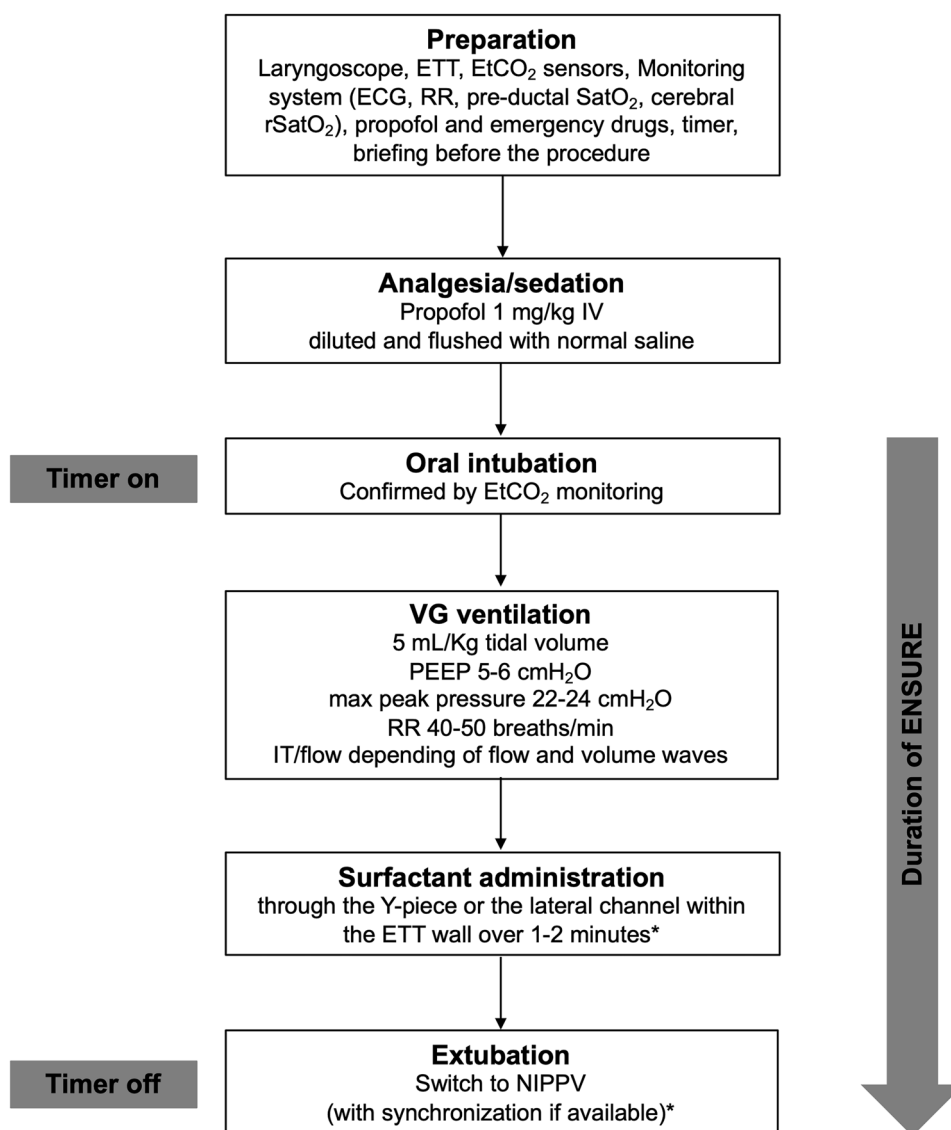 Preparation
Laryngoscope, ETT, EtCO₂ sensors, Monitoring
system (ECG, RR, pre-ductal SatO₂, cerebral
rSatO₂), propofol and emergency drugs, timer,
briefing before the procedure
Analgesia/sedation
Propofol 1 mg/kg IV
diluted and flushed with normal saline
Timer on
Oral intubation
Confirmed by EtCO₂ monitoring
VG ventilation
5 mL/Kg tidal volume
PEEP 5-6 cmH₂O
max peak pressure 22-24 cmH₂O
RR 40-50 breaths/min
IT/flow depending of flow and volume waves
Duration of ENSURE
Surfactant administration
through the Y-piece or the lateral channel within
the ETT wall over 1-2 minutes*
Timer off
Extubation
Switch to NIPPV
(with synchronization if available)*